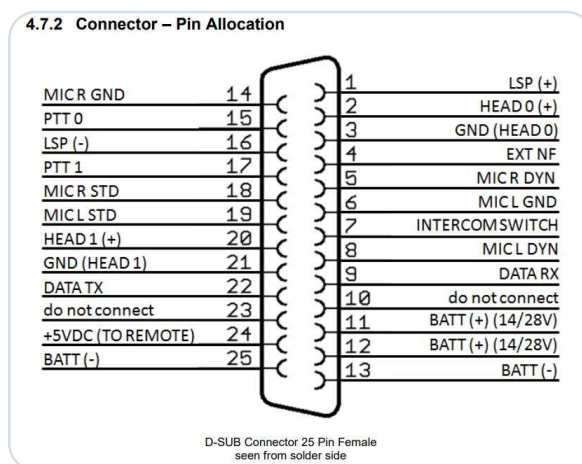 4.7.2 Connector – Pin Allocation
MIC R GND 14
PTT 0 15
LSP (-) 16
PTT 1 17
MIC R STD 18
MIC L STD 19
HEAD 1 (+) 20
GND (HEAD 1) 21
DATA TX 22
do not connect 23
+5VDC (TO REMOTE) 24
BATT (-) 25
1 LSP (+)
2 HEAD 0 (+)
3 GND (HEAD 0)
4 EXT NF
5 MIC R DYN
6 MIC L GND
7 INTERCOM SWITCH
8 MIC L DYN
9 DATA RX
10 do not connect
11 BATT (+) (14/28V)
12 BATT (+) (14/28V)
13 BATT (-)
D-SUB Connector 25 Pin Female
seen from solder side